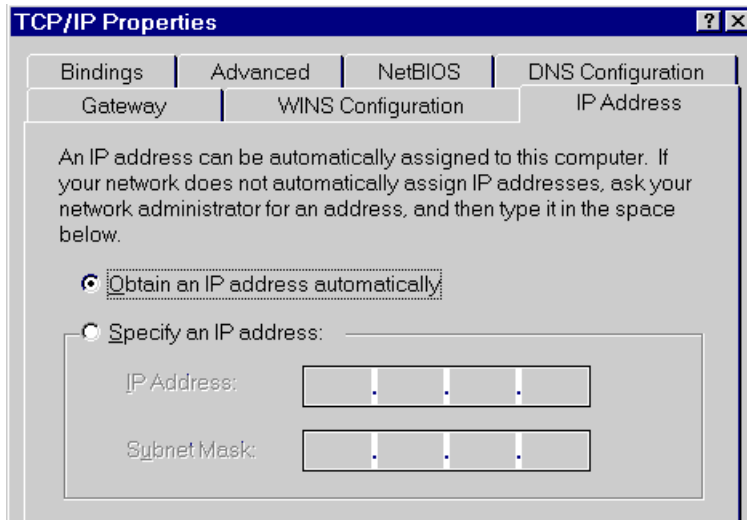 TCP/IP Properties
Bindings Advanced NetBIOS DNS Configuration
Gateway WINS Configuration IP Address
An IP address can be automatically assigned to this computer. If
your network does not automatically assign IP addresses, ask your
network administrator for an address, and then type it in the space
below.
Obtain an IP address automatically
Specify an IP address:
IP Address:
Subnet Mask: